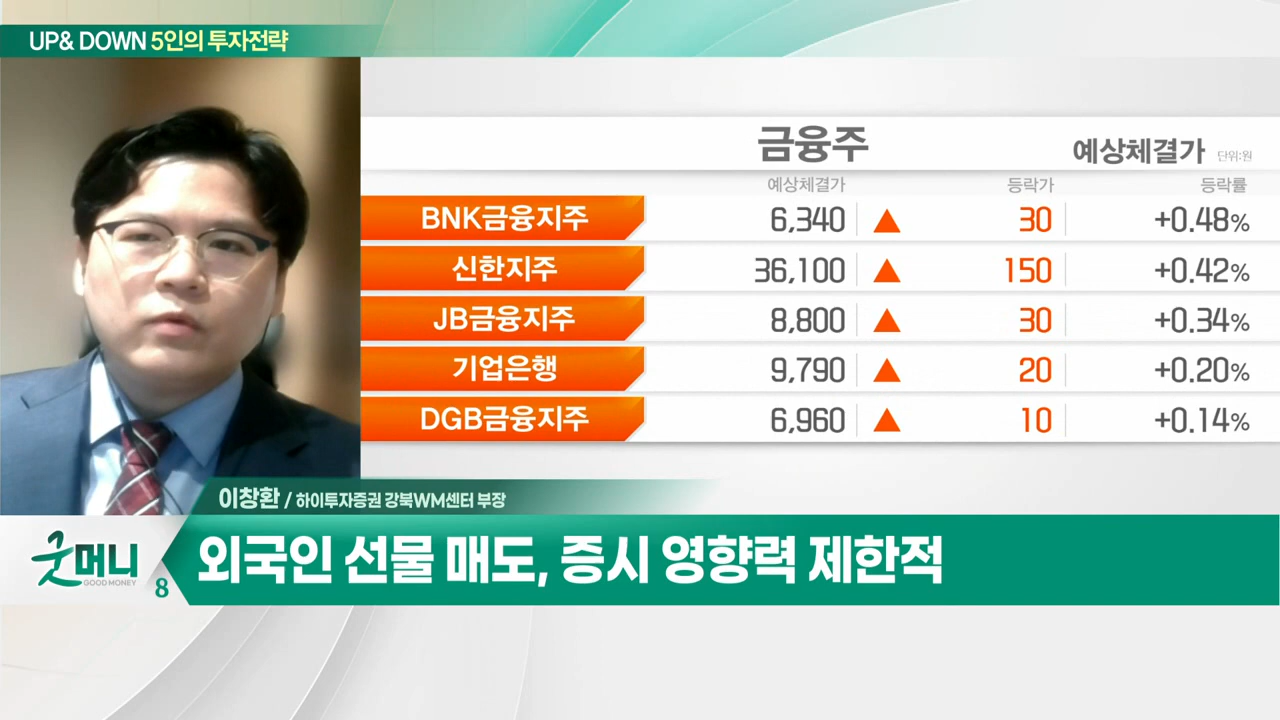 UP& DOWN 5인의 투자전략
금융주 예상체결가 단위:원
예상체결가 등락가 등락률
BNK금융지주 6,340 ▲ 30 +0.48%
신한지주 36,100 ▲ 150 +0.42%
JB금융지주 8,800 ▲ 30 +0.34%
기업은행 9,790 ▲ 20 +0.20%
DGB금융지주 6,960 ▲ 10 +0.14%
이창환 / 하이투자증권 강북WM센터 부장
굿머니
GOOD MONEY
8
외국인 선물 매도, 증시 영향력 제한적